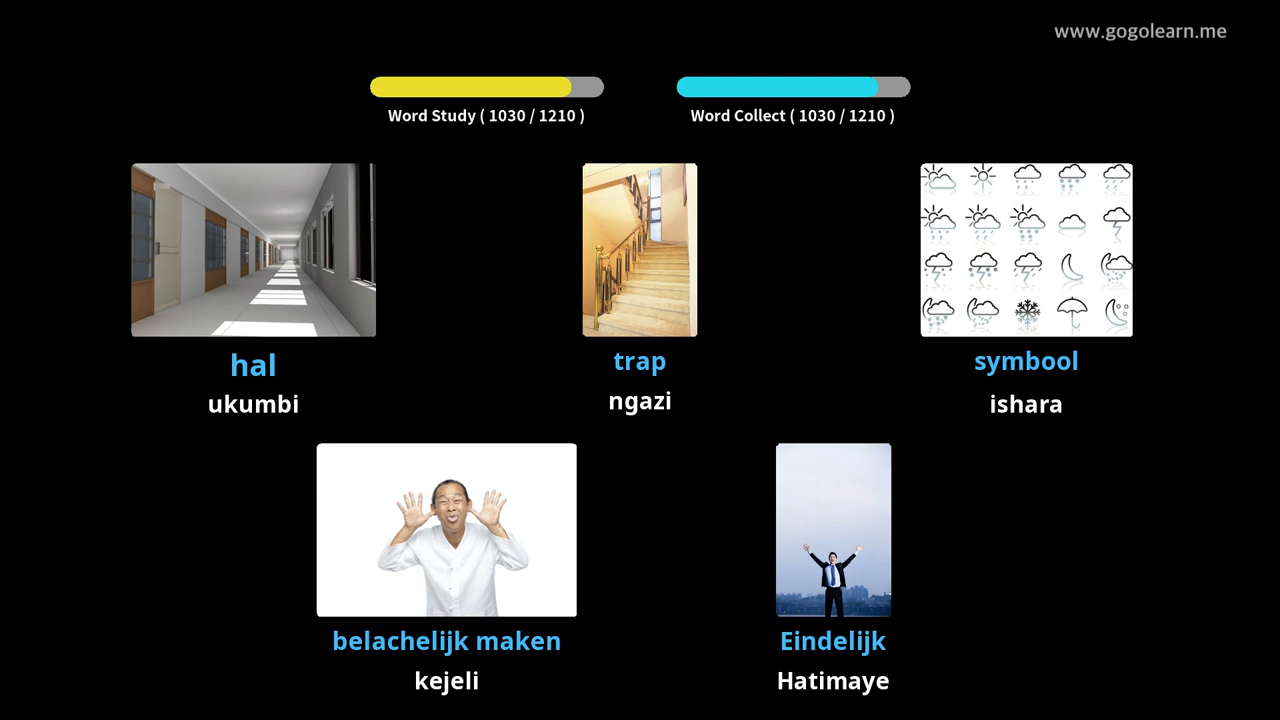 www.gogolearn.me
Word Study ( 1030 / 1210 )
Word Collect ( 1030 / 1210 )
hal
trap
symbool
ukumbi
ngazi
ishara
belachelijk maken
Eindelijk
kejeli
Hatimaye